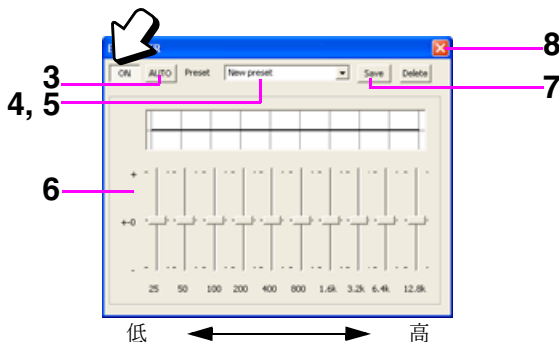 8
ON AUTO Preset New preset Save Delete
3
4, 5
7
6
+
+-0
-
25 50 100 200 400 800 1.6k 3.2k 6.4k 12.8k
低 高